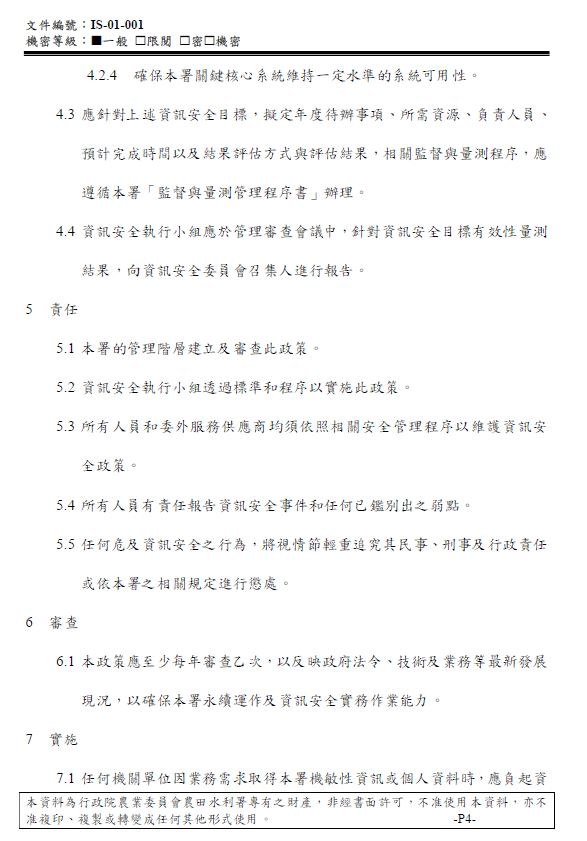 文件編號：IS-01-001
機密等級：■一般 □限閱 □密□機密
4.2.4 確保本署關鍵核心系統維持一定水準的系統可用性。
4.3 應針對上述資訊安全目標，擬定年度待辦事項、所需資源、負責人員、
預計完成時間以及結果評估方式與評估結果，相關監督與量測程序，應
遵循本署「監督與量測管理程序書」辦理。
4.4 資訊安全執行小組應於管理審查會議中，針對資訊安全目標有效性量測
結果，向資訊安全委員會召集人進行報告。
5 責任
5.1 本署的管理階層建立及審查此政策。
5.2 資訊安全執行小組透過標準和程序以實施此政策。
5.3 所有人員和委外服務供應商均須依照相關安全管理程序以維護資訊安
全政策。
5.4 所有人員有責任報告資訊安全事件和任何已鑑別出之弱點。
5.5 任何危及資訊安全之行為，將視情節輕重追究其民事、刑事及行政責任
或依本署之相關規定進行懲處。
6 審查
6.1 本政策應至少每年審查乙次，以反映政府法令、技術及業務等最新發展
現況，以確保本署永續運作及資訊安全實務作業能力。
7 實施
7.1 任何機關單位因業務需求取得本署機敏性資訊或個人資料時，應負起資
本資料為行政院農業委員會農田水利署專有之財產，非經書面許可，不准使用本資料，亦不
准複印、複製或轉變成任何其他形式使用。 -P4-